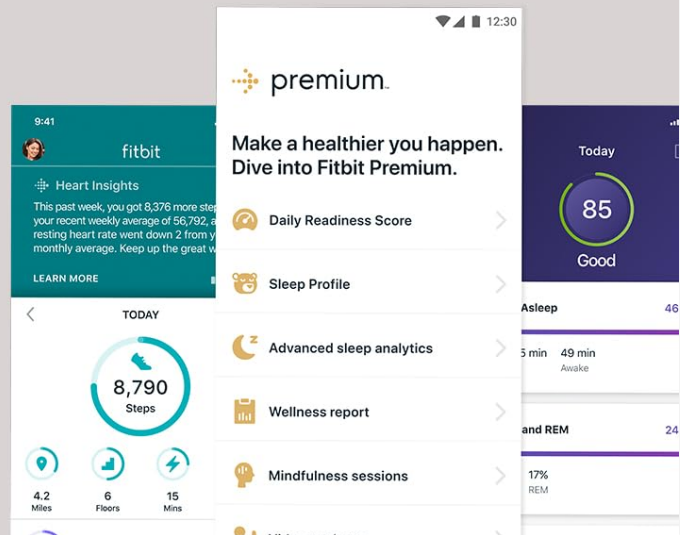 9:41
fitbit
Heart Insights
This past week, you got 8,376 more
your recent weekly average of 56,792,
resting heart rate went down 2 from
monthly average. Keep up the great
LEARN MORE
TODAY
8,790
Steps
4.2
Miles
6
Floors
15
Mins
12:30
premium
Make a healthier you happen.
Dive into Fitbit Premium.
Daily Readiness Score
Sleep Profile
Advanced sleep analytics
Wellness report
Mindfulness sessions
Today
85
Good
Asleep
46
5 min
49 min
Awake
and REM
24
17%
REM